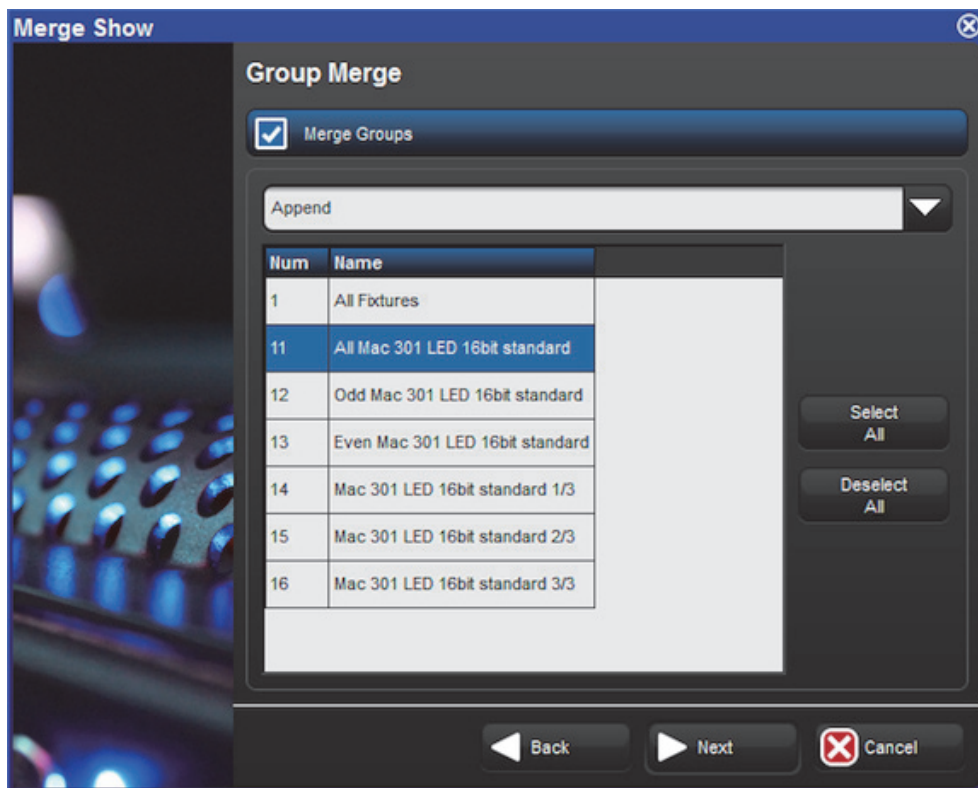 Merge Show
Group Merge
Merge Groups
Append
Num Name
1 All Fixtures
11 All Mac 301 LED 16bit standard
12 Odd Mac 301 LED 16bit standard
13 Even Mac 301 LED 16bit standard
14 Mac 301 LED 16bit standard 1/3
15 Mac 301 LED 16bit standard 2/3
16 Mac 301 LED 16bit standard 3/3
Select
All
Deselect
All
Back Next Cancel